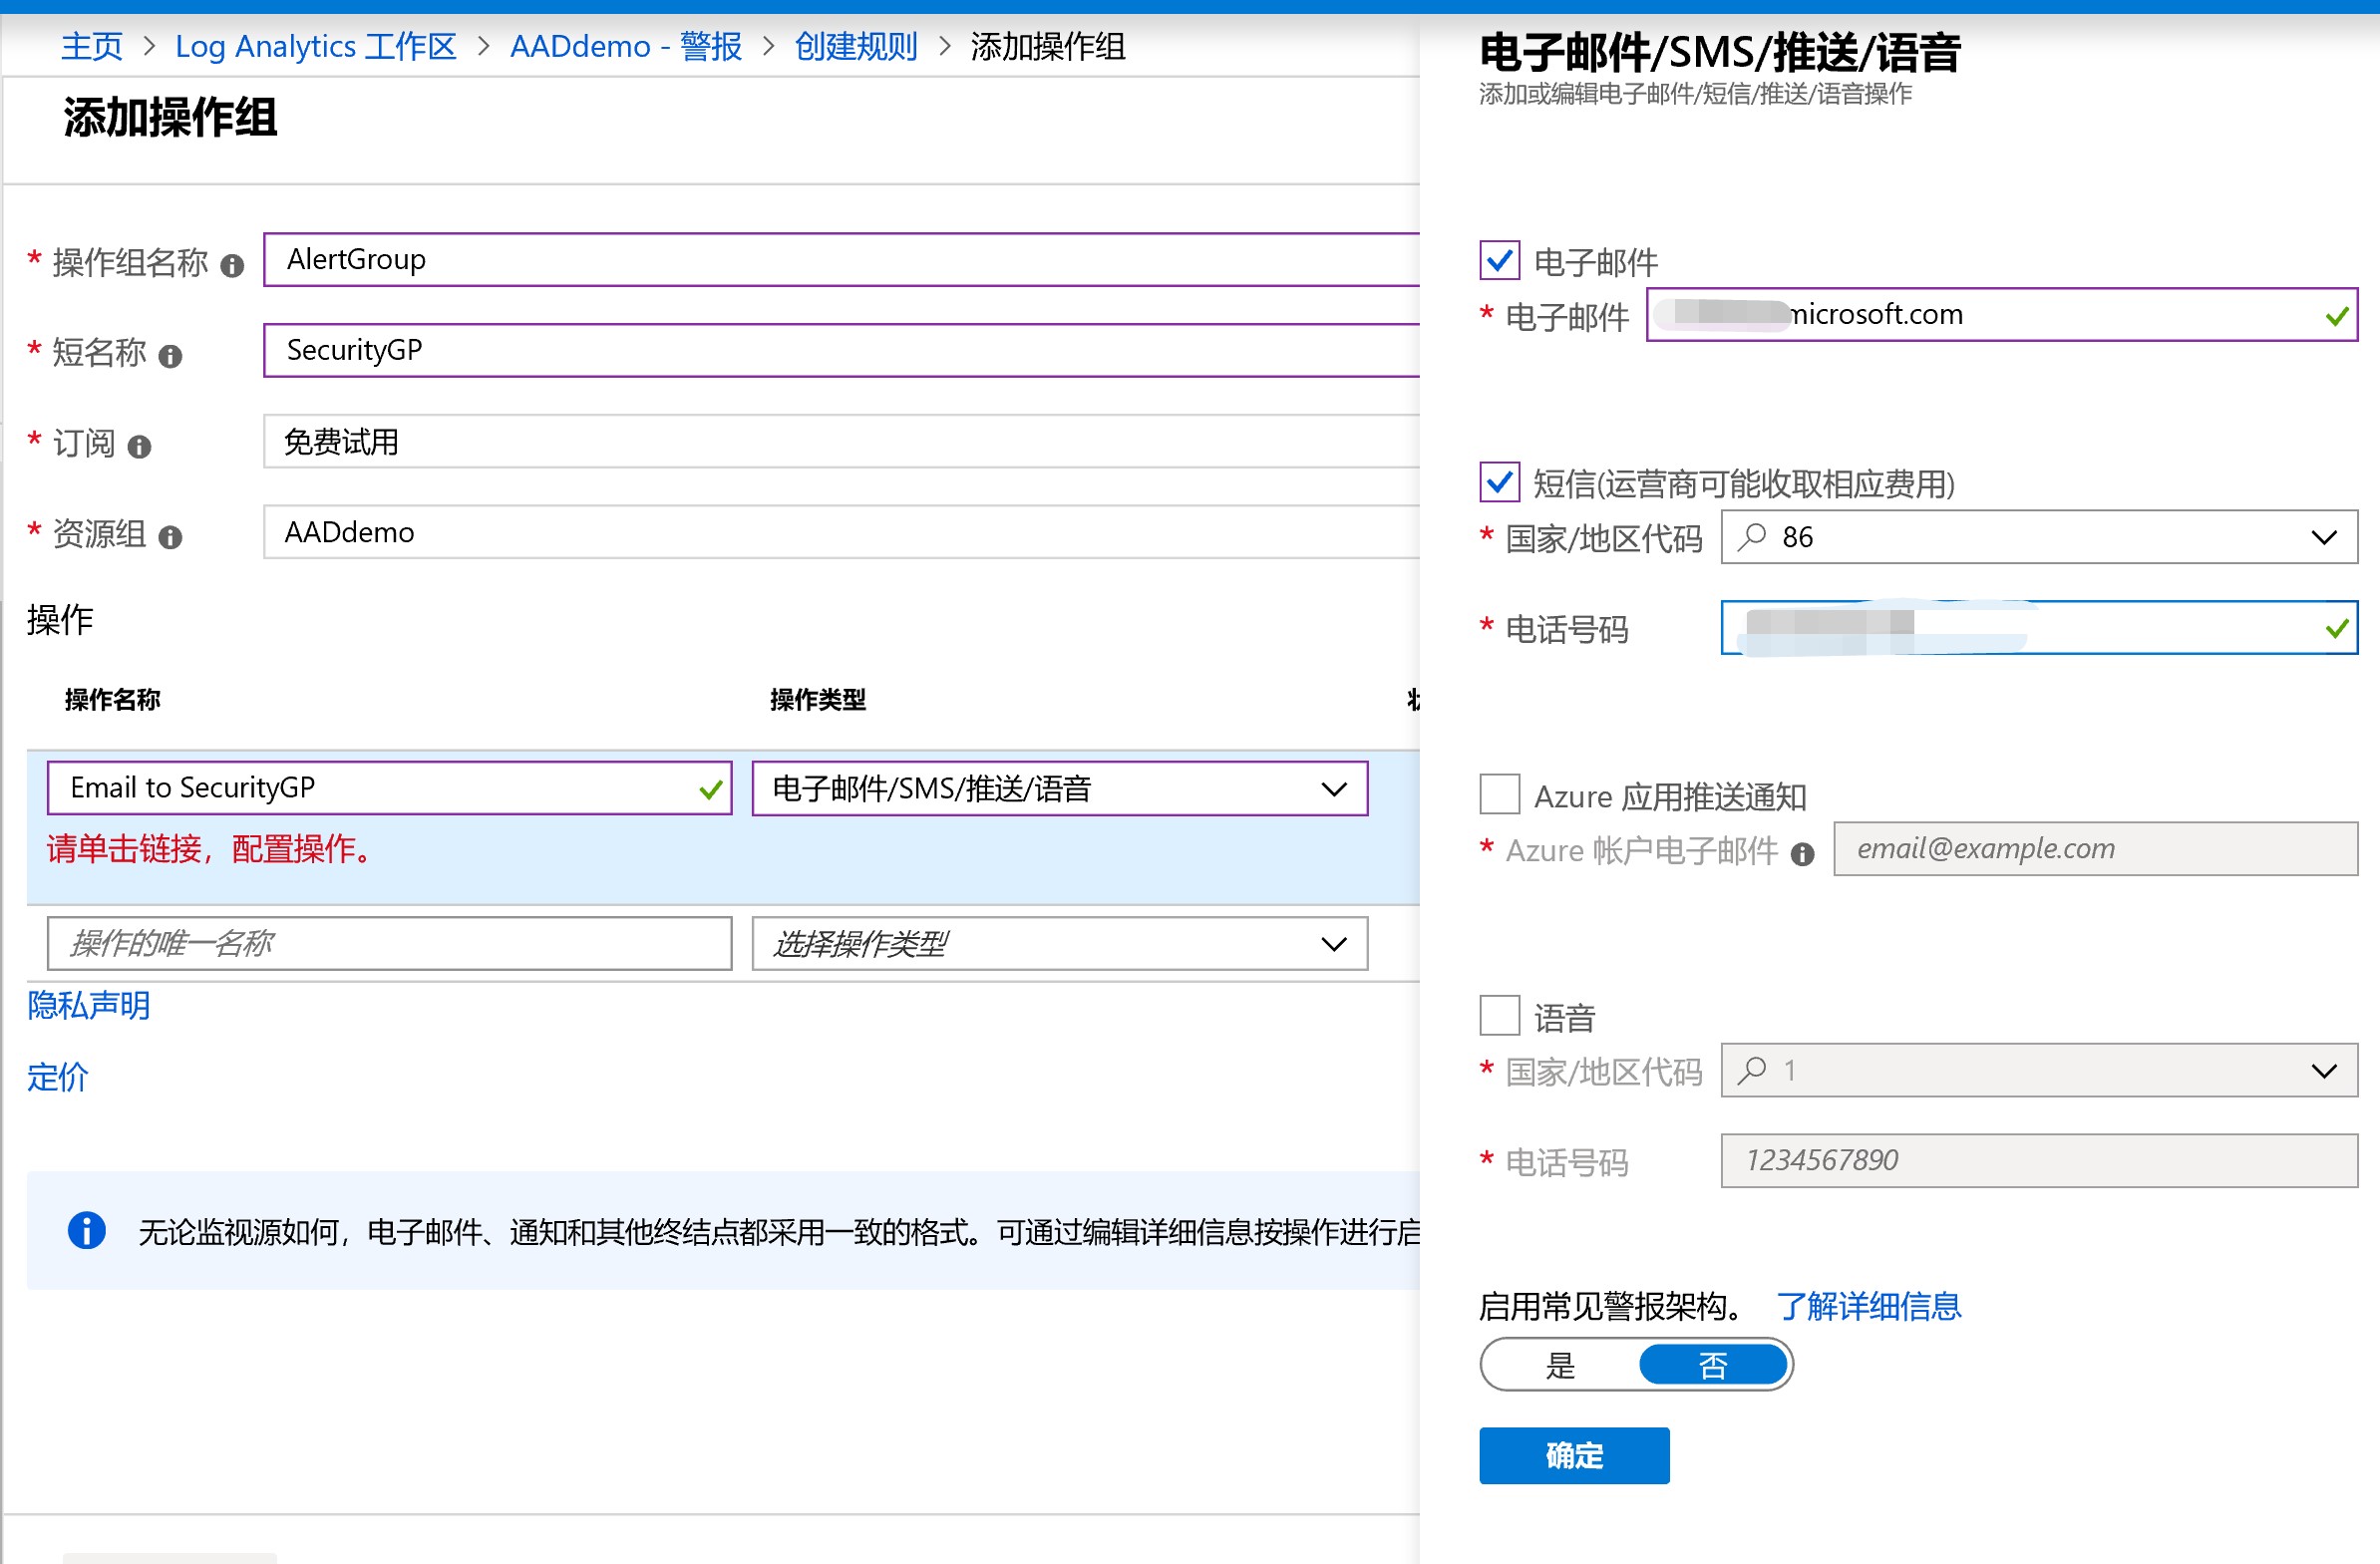 主页 > Log Analytics 工作区 > AADdemo - 警报 > 创建规则 > 添加操作组
添加操作组
* 操作组名称 AlertGroup
* 短名称 SecurityGP
* 订阅 免费试用
* 资源组 AADdemo
操作
操作名称 操作类型
Email to SecurityGP 电子邮件/SMS/推送/语音
请单击链接，配置操作。
操作的唯一名称 选择操作类型
隐私声明
定价
无论监视源如何，电子邮件、通知和其他终结点都采用一致的格式。可通过编辑详细信息按操作进行启
电子邮件/SMS/推送/语音
添加或编辑电子邮件/短信/推送/语音操作
电子邮件
* 电子邮件 microsoft.com
短信(运营商可能收取相应费用)
* 国家/地区代码 86
* 电话号码
Azure 应用推送通知
* Azure 帐户电子邮件 email@example.com
语音
* 国家/地区代码 1
* 电话号码 1234567890
启用常见警报架构。 了解详细信息
是 否
确定